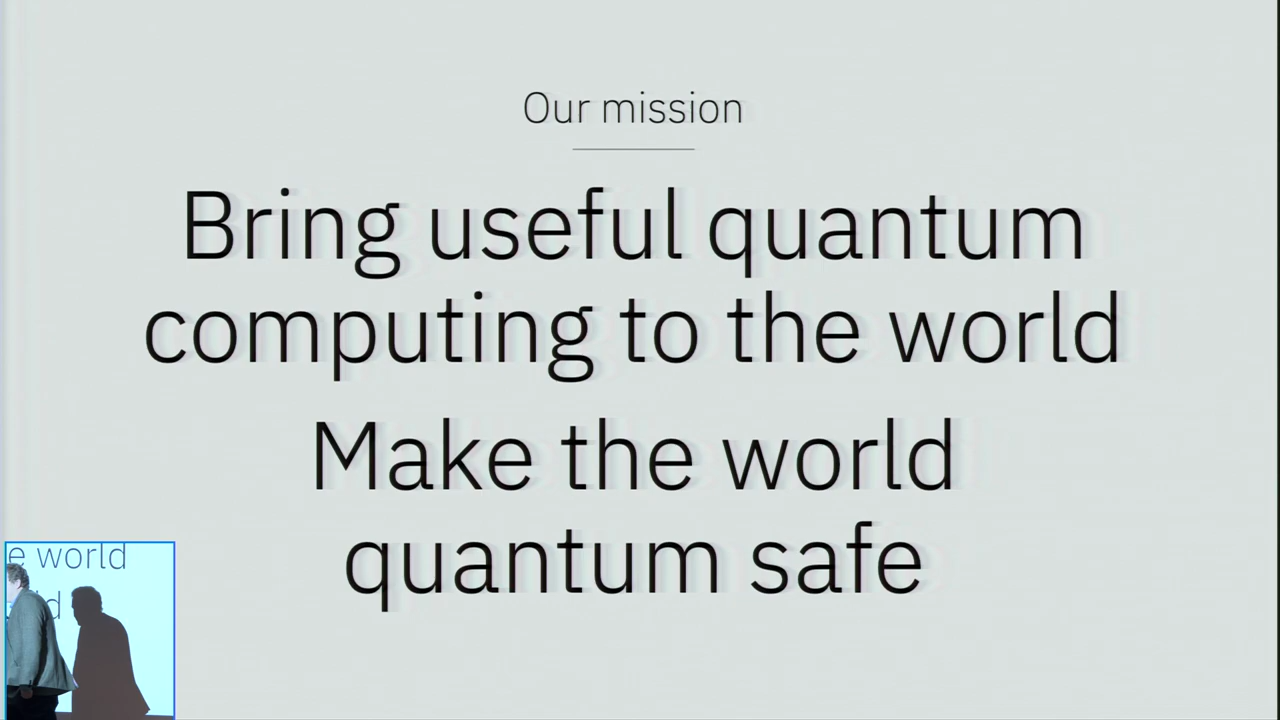 Our mission
Bring useful quantum
computing to the world
Make the world
quantum safe
e world